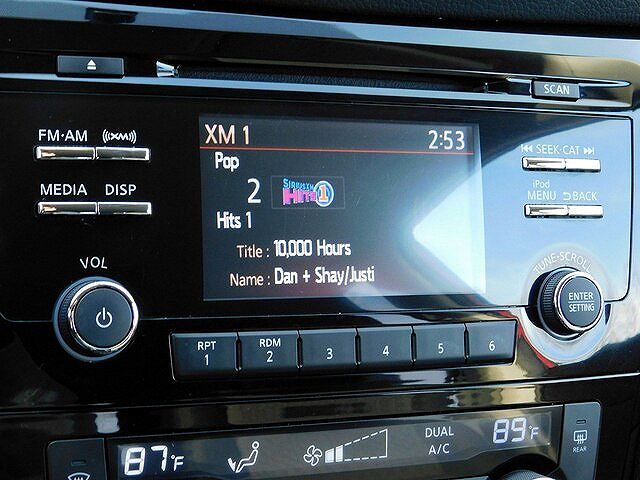 SCAN
FM·AM ((XM))
XM 1 2:53
SEEK·CAT
Pop
MEDIA DISP
2 SIRIUSXM HITS 1
iPod
MENU BACK
Hits 1
Title : 10,000 Hours
Name : Dan + Shay/Justi
VOL
TUNE·SCROLL
ENTER
SETTING
RPT
1
RDM
2
3
4
5
6
87°F
DUAL
A/C
89°F
REAR